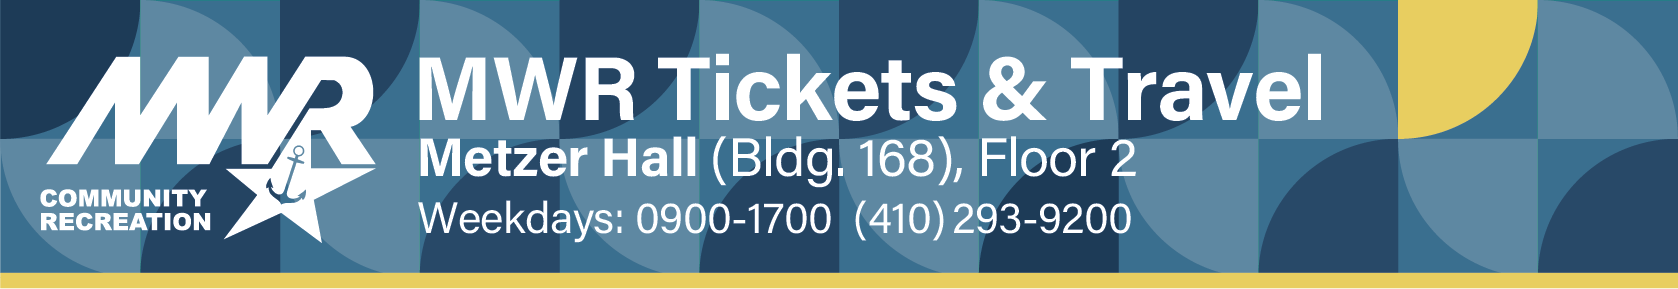 MWR
COMMUNITY
RECREATION
MWR Tickets & Travel
Metzer Hall (Bldg. 168), Floor 2
Weekdays: 0900-1700 (410) 293-9200